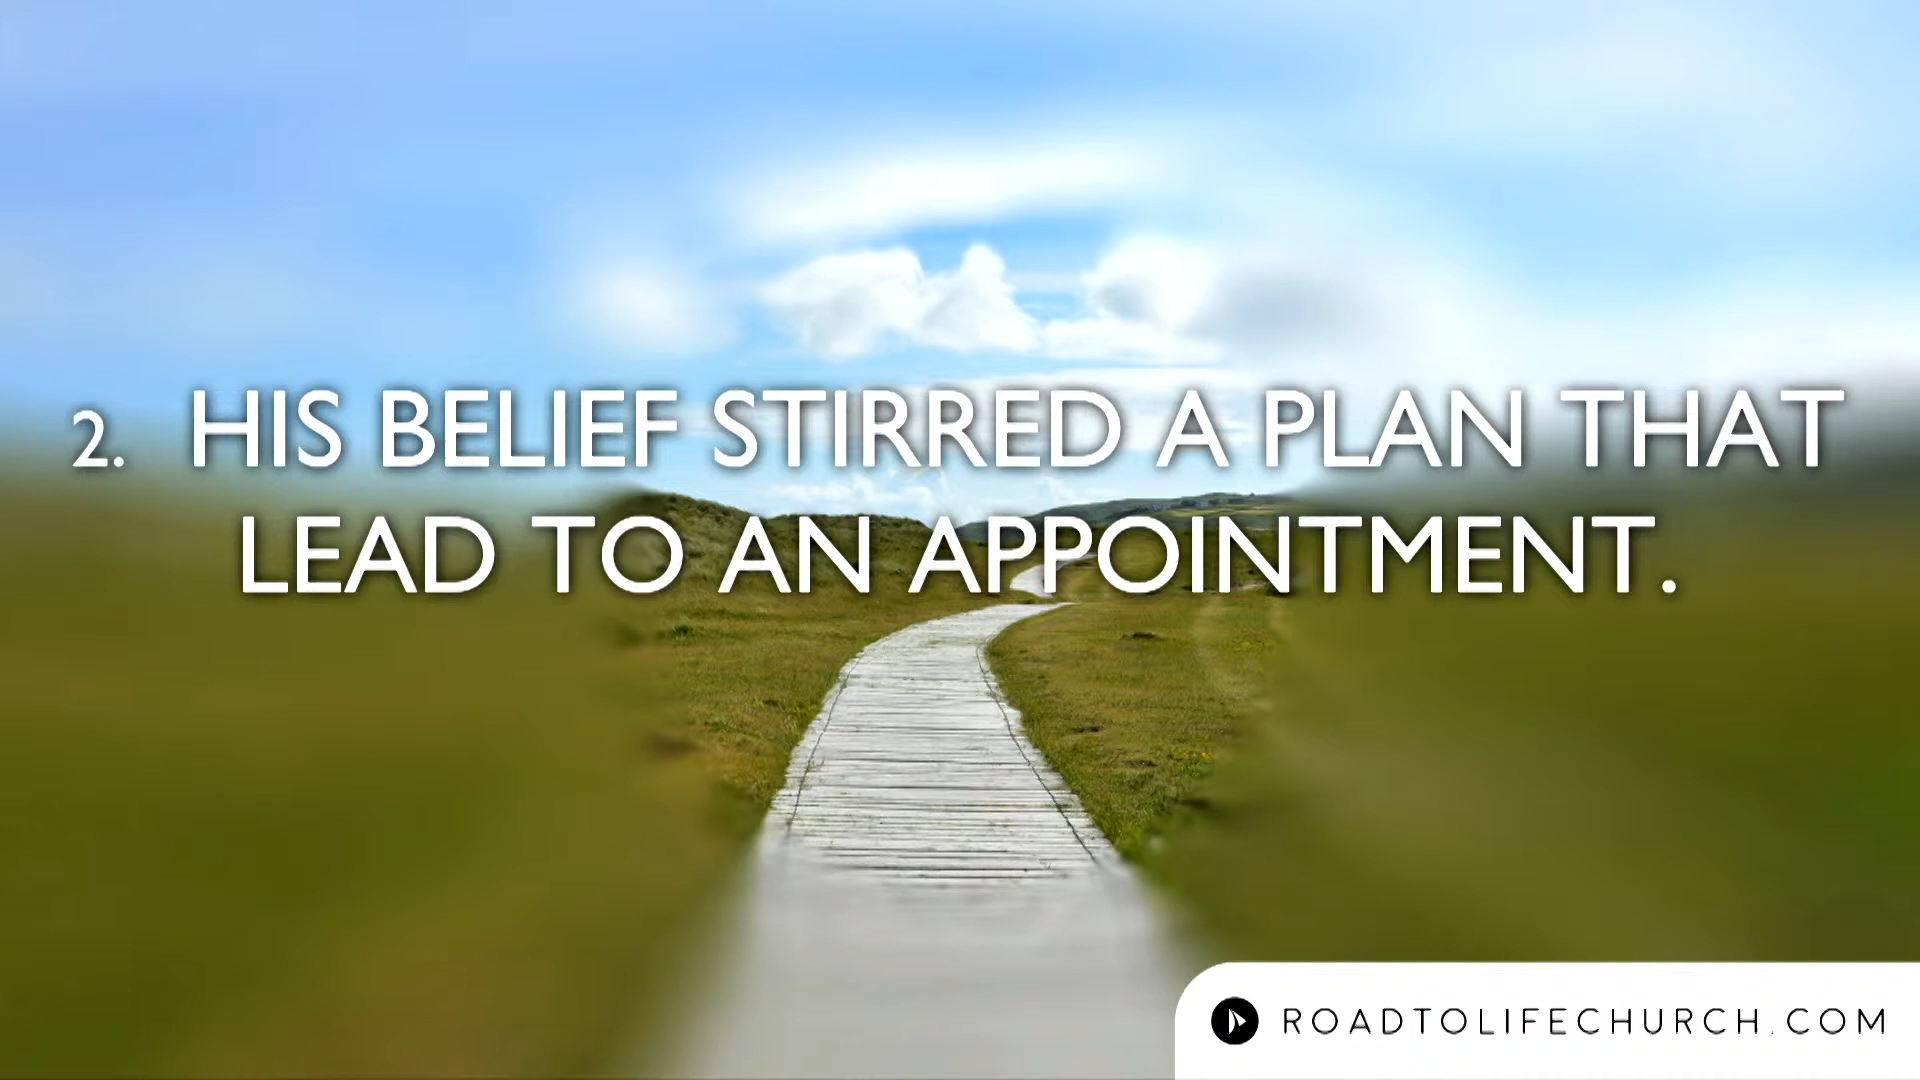 2. HIS BELIEF STIRRED A PLAN THAT
LEAD TO AN APPOINTMENT.
ROADTOLIFECHURCH.COM